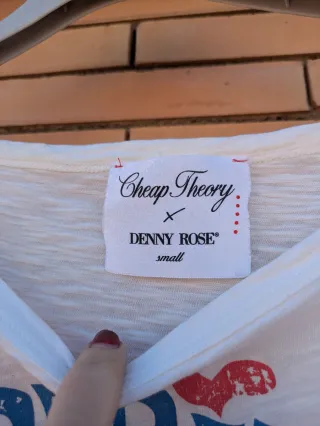 Cheap Theory
x
DENNY ROSE®
small